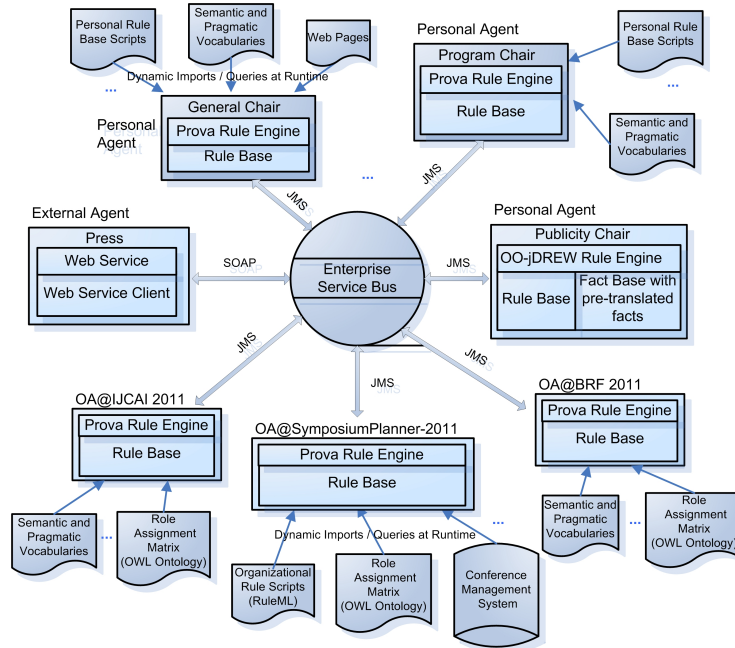 Personal Rule
Base Scripts
Semantic and
Pragmatic
Vocabularies
Web Pages
Dynamic Imports / Queries at Runtime
...
General Chair
Prova Rule Engine
Rule Base
Personal
Agent
Personal Agent
Program Chair
Prova Rule Engine
Rule Base
Personal Rule
Base Scripts
...
Semantic and
Pragmatic
Vocabularies
...
JMS
JMS
External Agent
Press
Web Service
Web Service Client
SOAP
Enterprise
Service Bus
JMS
Personal Agent
Publicity Chair
OO-jDREW Rule Engine
Rule Base
Fact Base with
pre-translated
facts
JMS
JMS
JMS
OA@IJCAI 2011
Prova Rule Engine
Rule Base
Semantic and
Pragmatic
Vocabularies
...
Role
Assignment
Matrix
(OWL Ontology)
OA@SymposiumPlanner-2011
Prova Rule Engine
Rule Base
Dynamic Imports / Queries at Runtime
...
Organizational
Rule Scripts
(RuleML)
Role
Assignment
Matrix
(OWL Ontology)
Conference
Management
System
OA@BRF 2011
Prova Rule Engine
Rule Base
Semantic and
Pragmatic
Vocabularies
...
Role
Assignment
Matrix
(OWL Ontology)